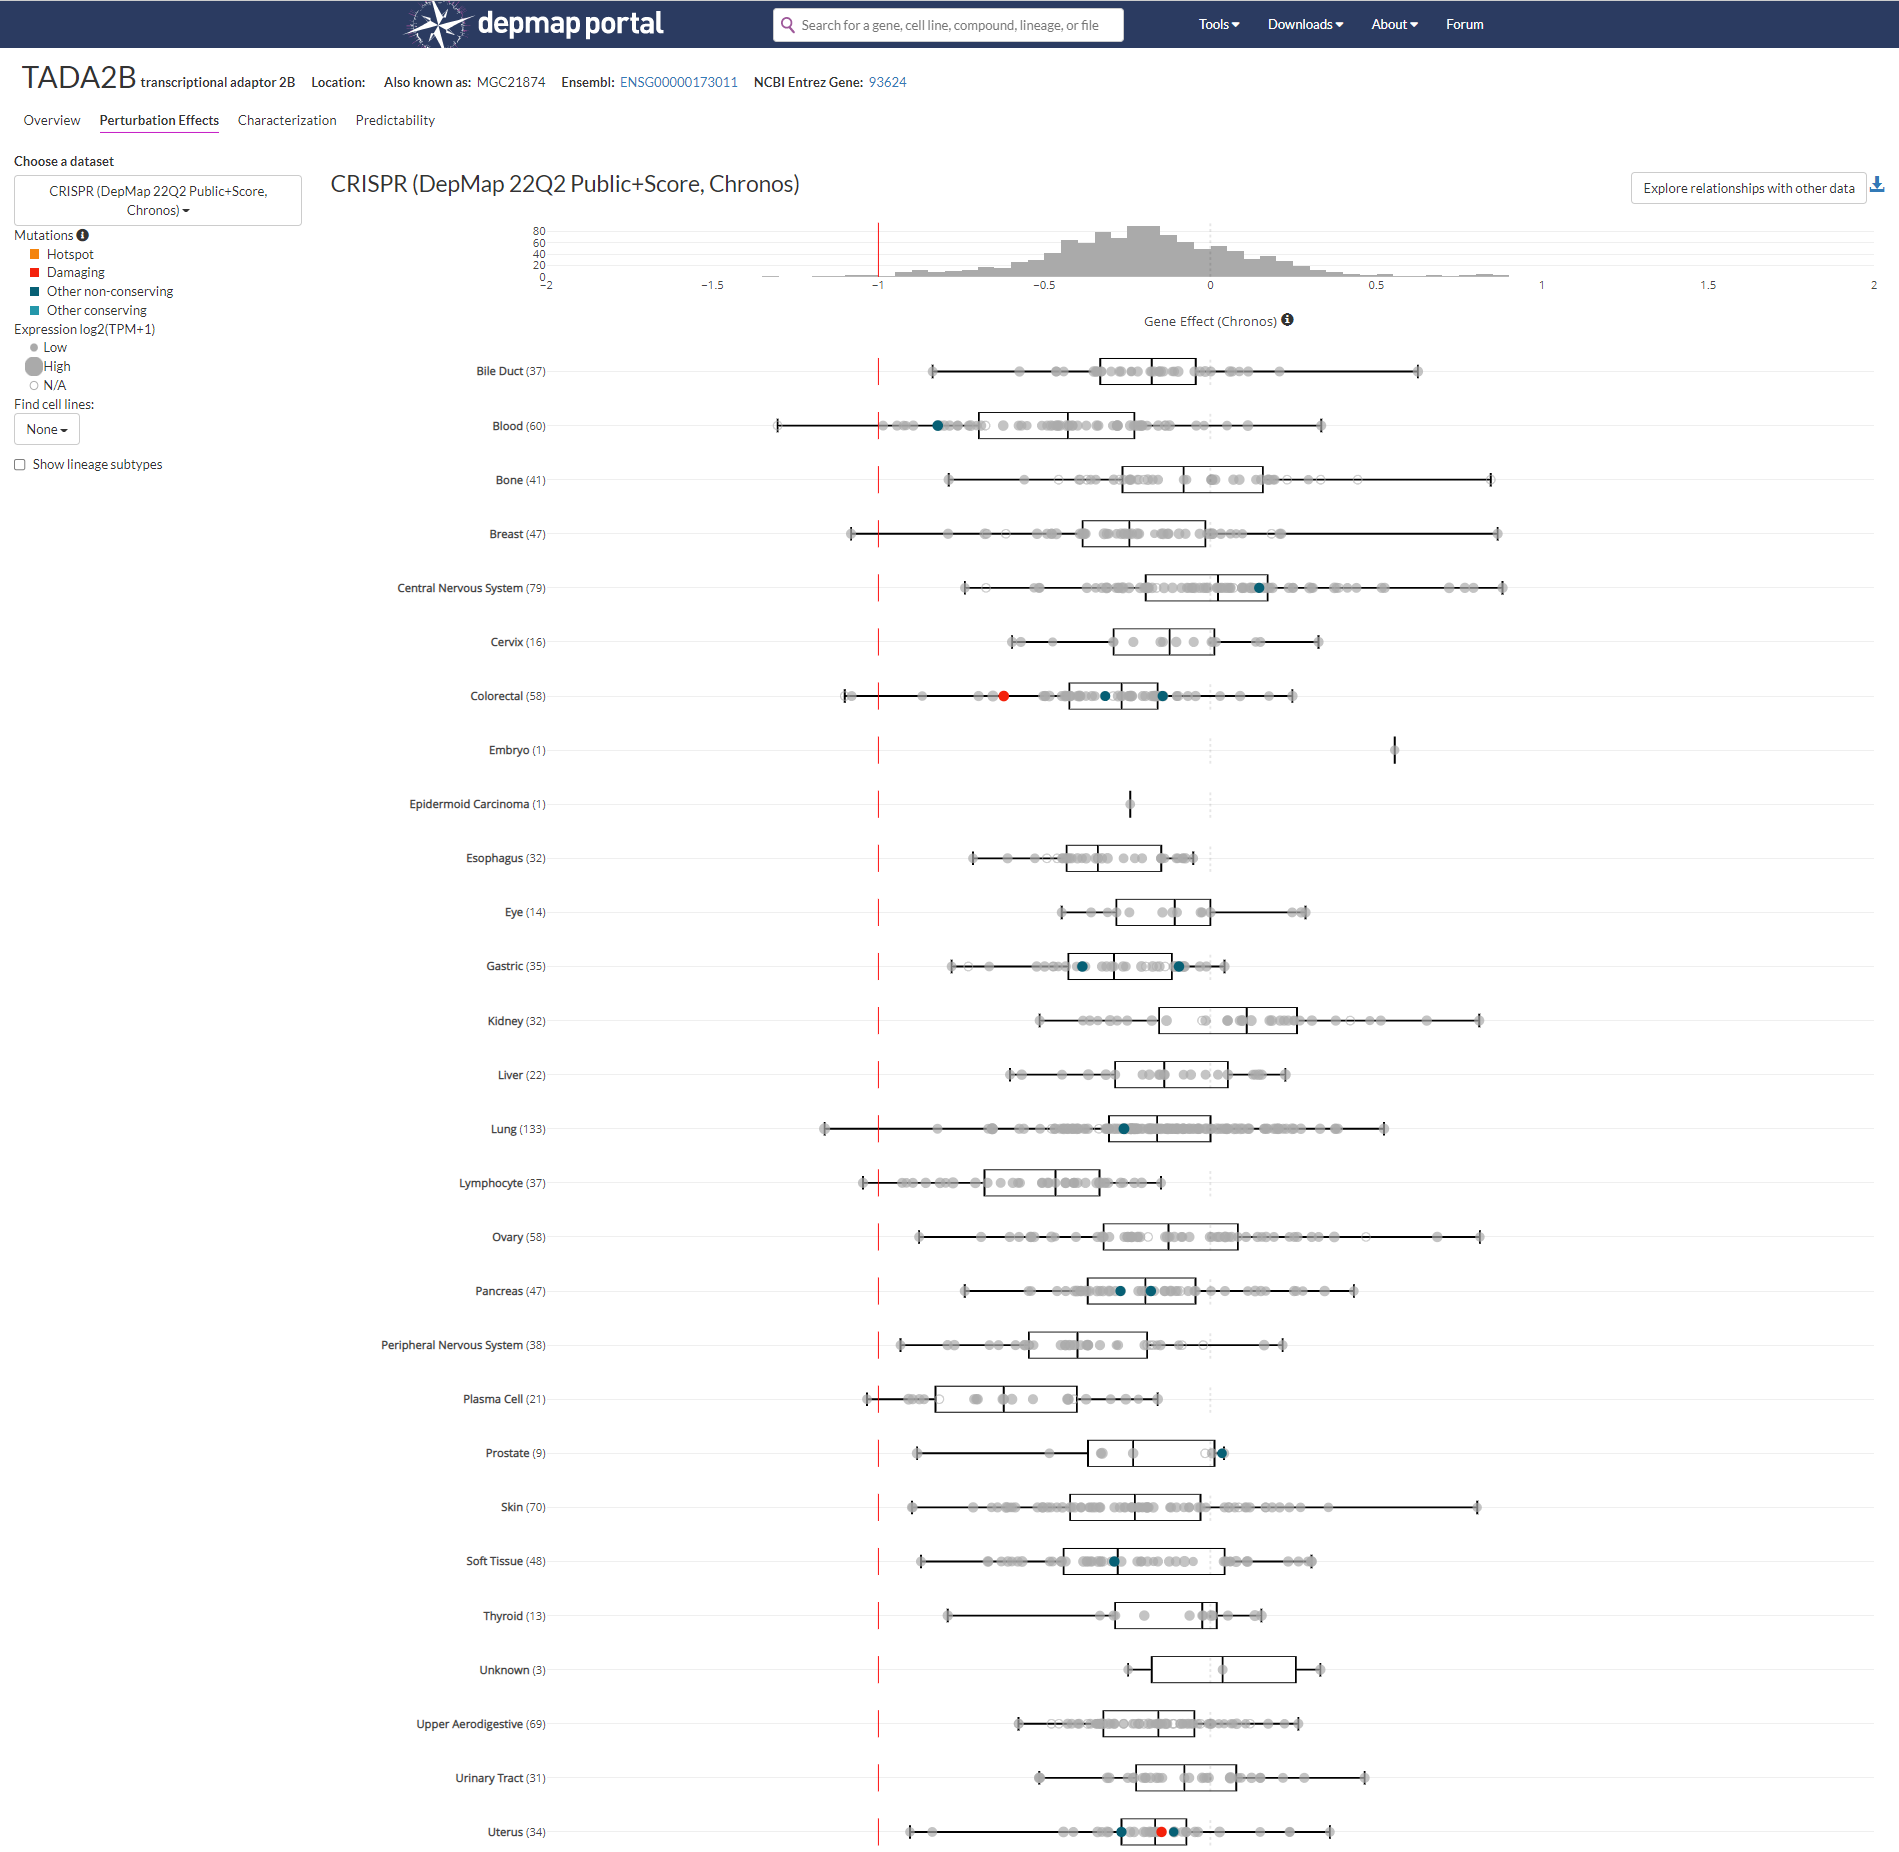 depmap portal
Search for a gene, cell line, compound, lineage, or file
Tools Downloads About Forum
TADA2B transcriptional adaptor 2B Location: Also known as: MGC21874 Ensembl: ENSG00000173011 NCBI Entrez Gene: 93624
Overview Perturbation Effects Characterization Predictability
Choose a dataset
CRISPR (DepMap 22Q2 Public+Score,
Chronos)
Mutations
Hotspot
Damaging
Other non-conserving
Other conserving
Expression log2(TPM+1)
Low
High
N/A
Find cell lines:
None
Show lineage subtypes
CRISPR (DepMap 22Q2 Public+Score, Chronos)
Explore relationships with other data
80
60
40
20
0
−2 −1.5 −1 −0.5 0 0.5 1 1.5 2
Gene Effect (Chronos)
Bile Duct (37)
Blood (60)
Bone (41)
Breast (47)
Central Nervous System (79)
Cervix (16)
Colorectal (58)
Embryo (1)
Epidermoid Carcinoma (1)
Esophagus (32)
Eye (14)
Gastric (35)
Kidney (32)
Liver (22)
Lung (133)
Lymphocyte (37)
Ovary (58)
Pancreas (47)
Peripheral Nervous System (38)
Plasma Cell (21)
Prostate (9)
Skin (70)
Soft Tissue (48)
Thyroid (13)
Unknown (3)
Upper Aerodigestive (69)
Urinary Tract (31)
Uterus (34)